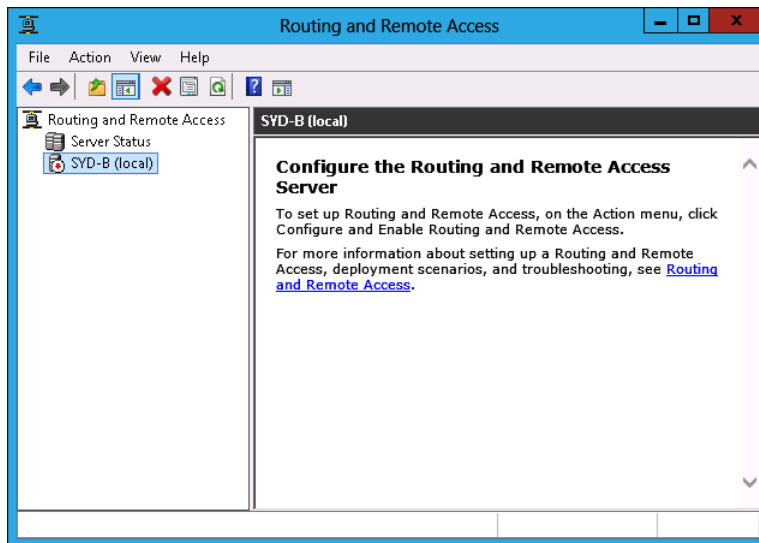 Routing and Remote Access
File Action View Help
Routing and Remote Access
Server Status
SYD-B (local)
SYD-B (local)
Configure the Routing and Remote Access
Server
To set up Routing and Remote Access, on the Action menu, click
Configure and Enable Routing and Remote Access.
For more information about setting up a Routing and Remote
Access, deployment scenarios, and troubleshooting, see Routing
and Remote Access.